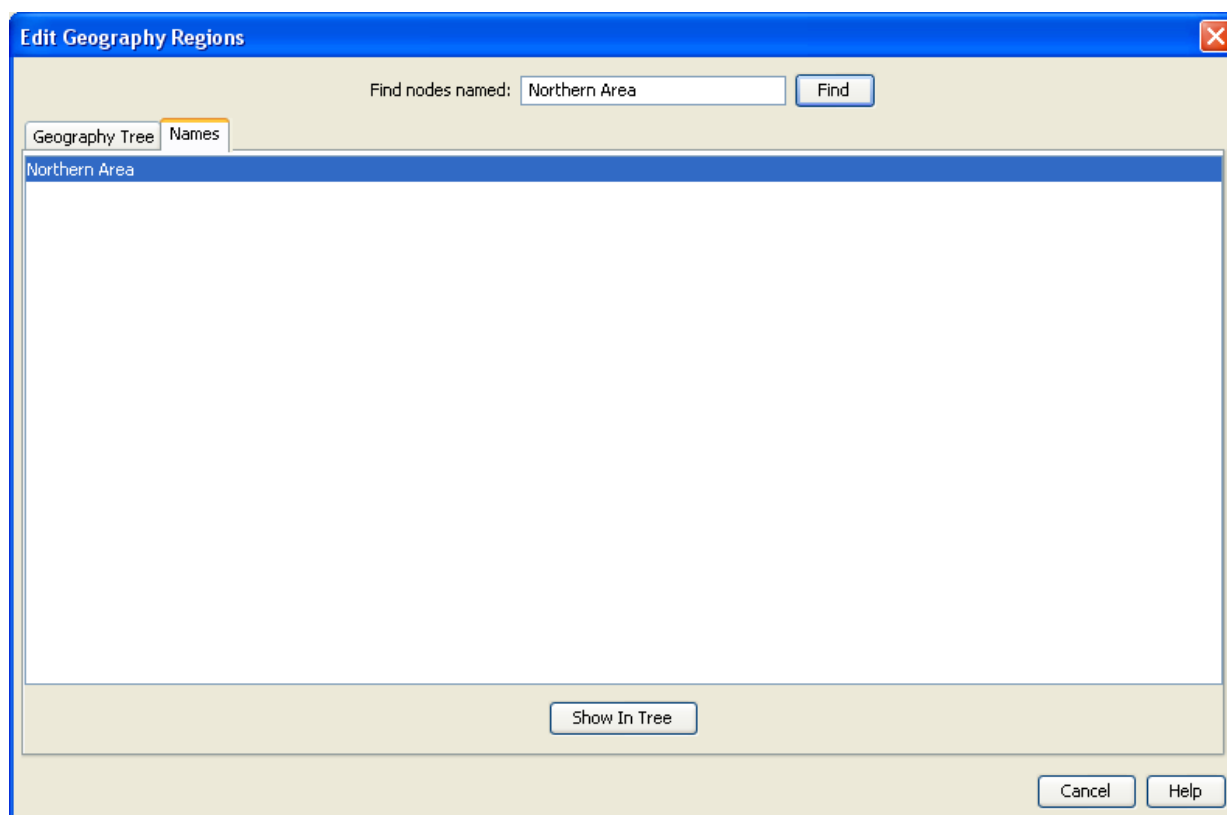 Edit Geography Regions
Find nodes named: Northern Area Find
Geography Tree Names
Northern Area
Show In Tree
Cancel Help